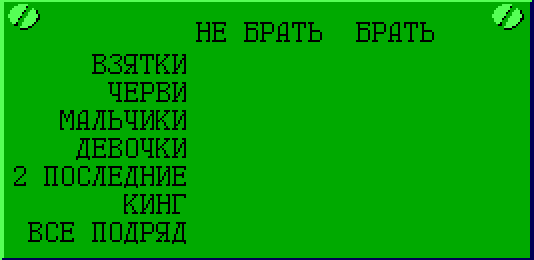 НЕ БРАТЬ БРАТЬ
ВЗЯТКИ
ЧЕРВИ
МАЛЬЧИКИ
ДЕВОЧКИ
2 ПОСЛЕДНИЕ
КИНГ
ВСЕ ПОДРЯД